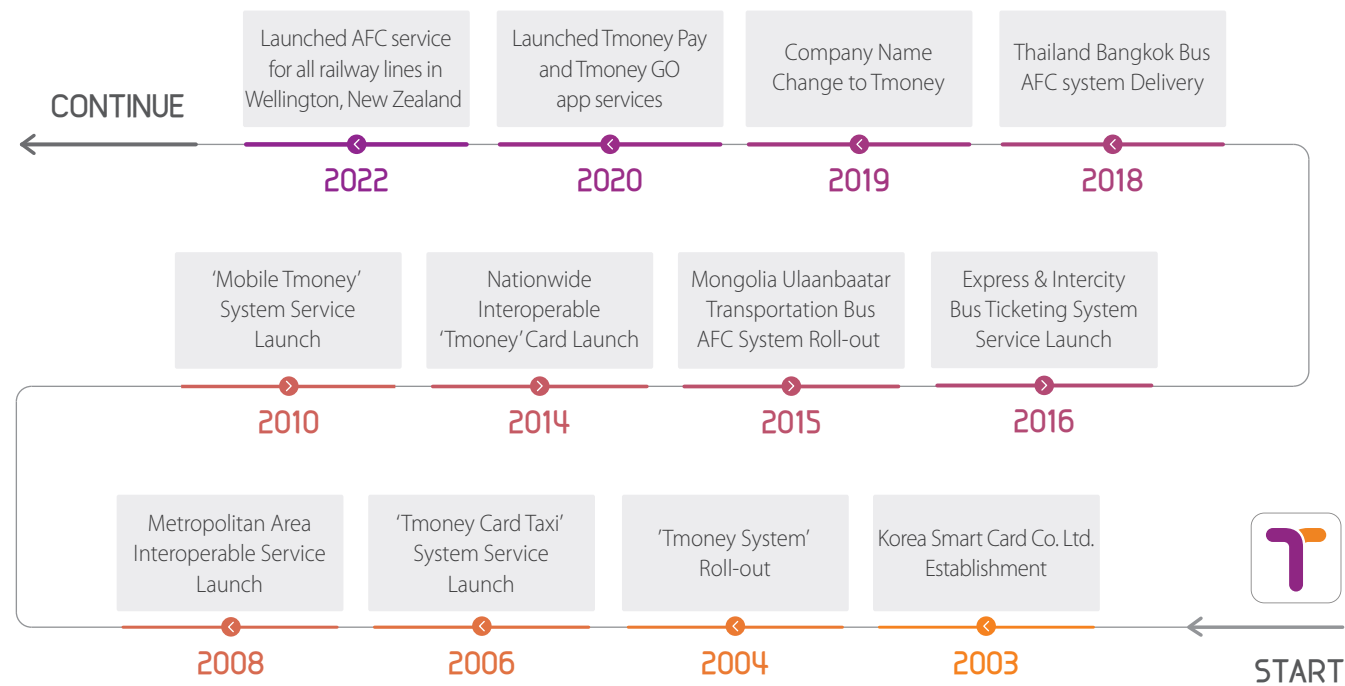 Launched AFC service
for all railway lines in
Wellington, New Zealand
Launched Tmoney Pay
and Tmoney GO
app services
Company Name
Change to Tmoney
Thailand Bangkok Bus
AFC system Delivery
CONTINUE
2022
2020
2019
2018
‘Mobile Tmoney’
System Service
Launch
Nationwide
Interoperable
‘Tmoney’ Card Launch
Mongolia Ulaanbaatar
Transportation Bus
AFC System Roll-out
Express & Intercity
Bus Ticketing System
Service Launch
2010
2014
2015
2016
Metropolitan Area
Interoperable Service
Launch
‘Tmoney Card Taxi’
System Service
Launch
‘Tmoney System’
Roll-out
Korea Smart Card Co. Ltd.
Establishment
2008
2006
2004
2003
START